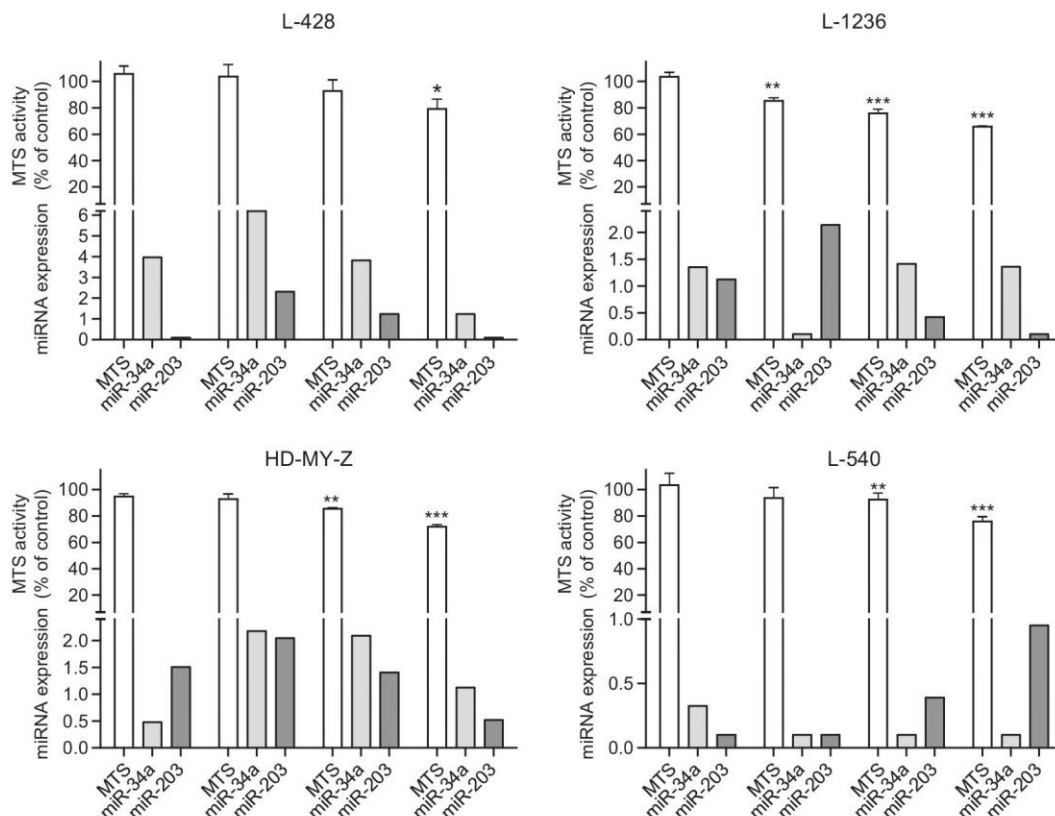 L-428
MTS activity
(% of control)
miRNA expression
100
80
60
40
20
6
5
4
3
2
1
0
*
MTS
miR-34a
miR-203
MTS
miR-34a
miR-203
MTS
miR-34a
miR-203
MTS
miR-34a
miR-203
L-1236
MTS activity
(% of control)
miRNA expression
100
80
60
40
20
2.0
1.5
1.0
0.5
0.0
**
***
***
MTS
miR-34a
miR-203
MTS
miR-34a
miR-203
MTS
miR-34a
miR-203
MTS
miR-34a
miR-203
HD-MY-Z
MTS activity
(% of control)
miRNA expression
100
80
60
40
20
2.0
1.5
1.0
0.5
0.0
**
***
MTS
miR-34a
miR-203
MTS
miR-34a
miR-203
MTS
miR-34a
miR-203
MTS
miR-34a
miR-203
L-540
MTS activity
(% of control)
miRNA expression
100
80
60
40
20
1.0
0.5
0.0
**
***
MTS
miR-34a
miR-203
MTS
miR-34a
miR-203
MTS
miR-34a
miR-203
MTS
miR-34a
miR-203